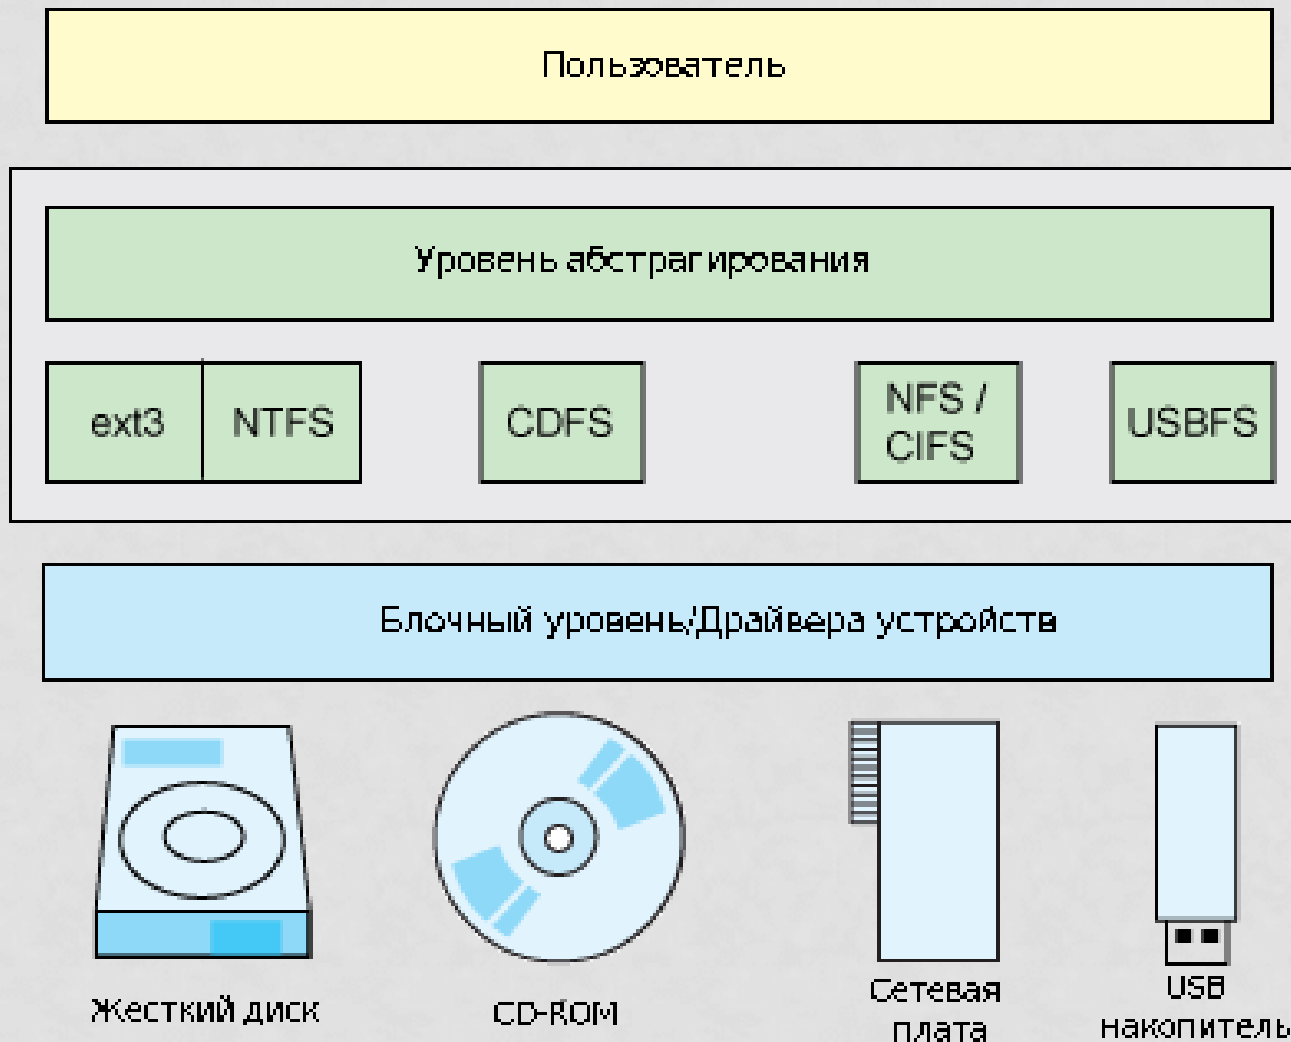 Пользователь
Уровень абстрагирования
ext3
NTFS
CDFS
NFS /
CIFS
USBFS
Блочный уровень/Драйвера устройств
Жесткий диск
CD-ROM
Сетевая
плата
USB
накопитель